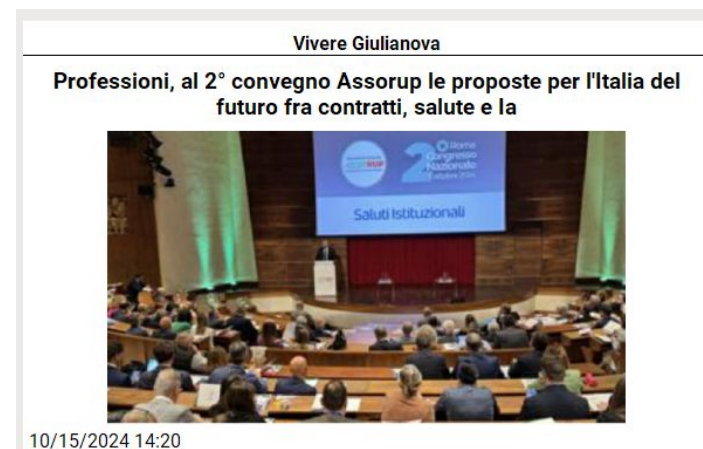 Vivere Giulianova
Professioni, al 2° convegno Assorup le proposte per l'Italia del
futuro fra contratti, salute e la
2° Roma
Congresso
Nazionale
Saluti Istituzionali
10/15/2024 14:20